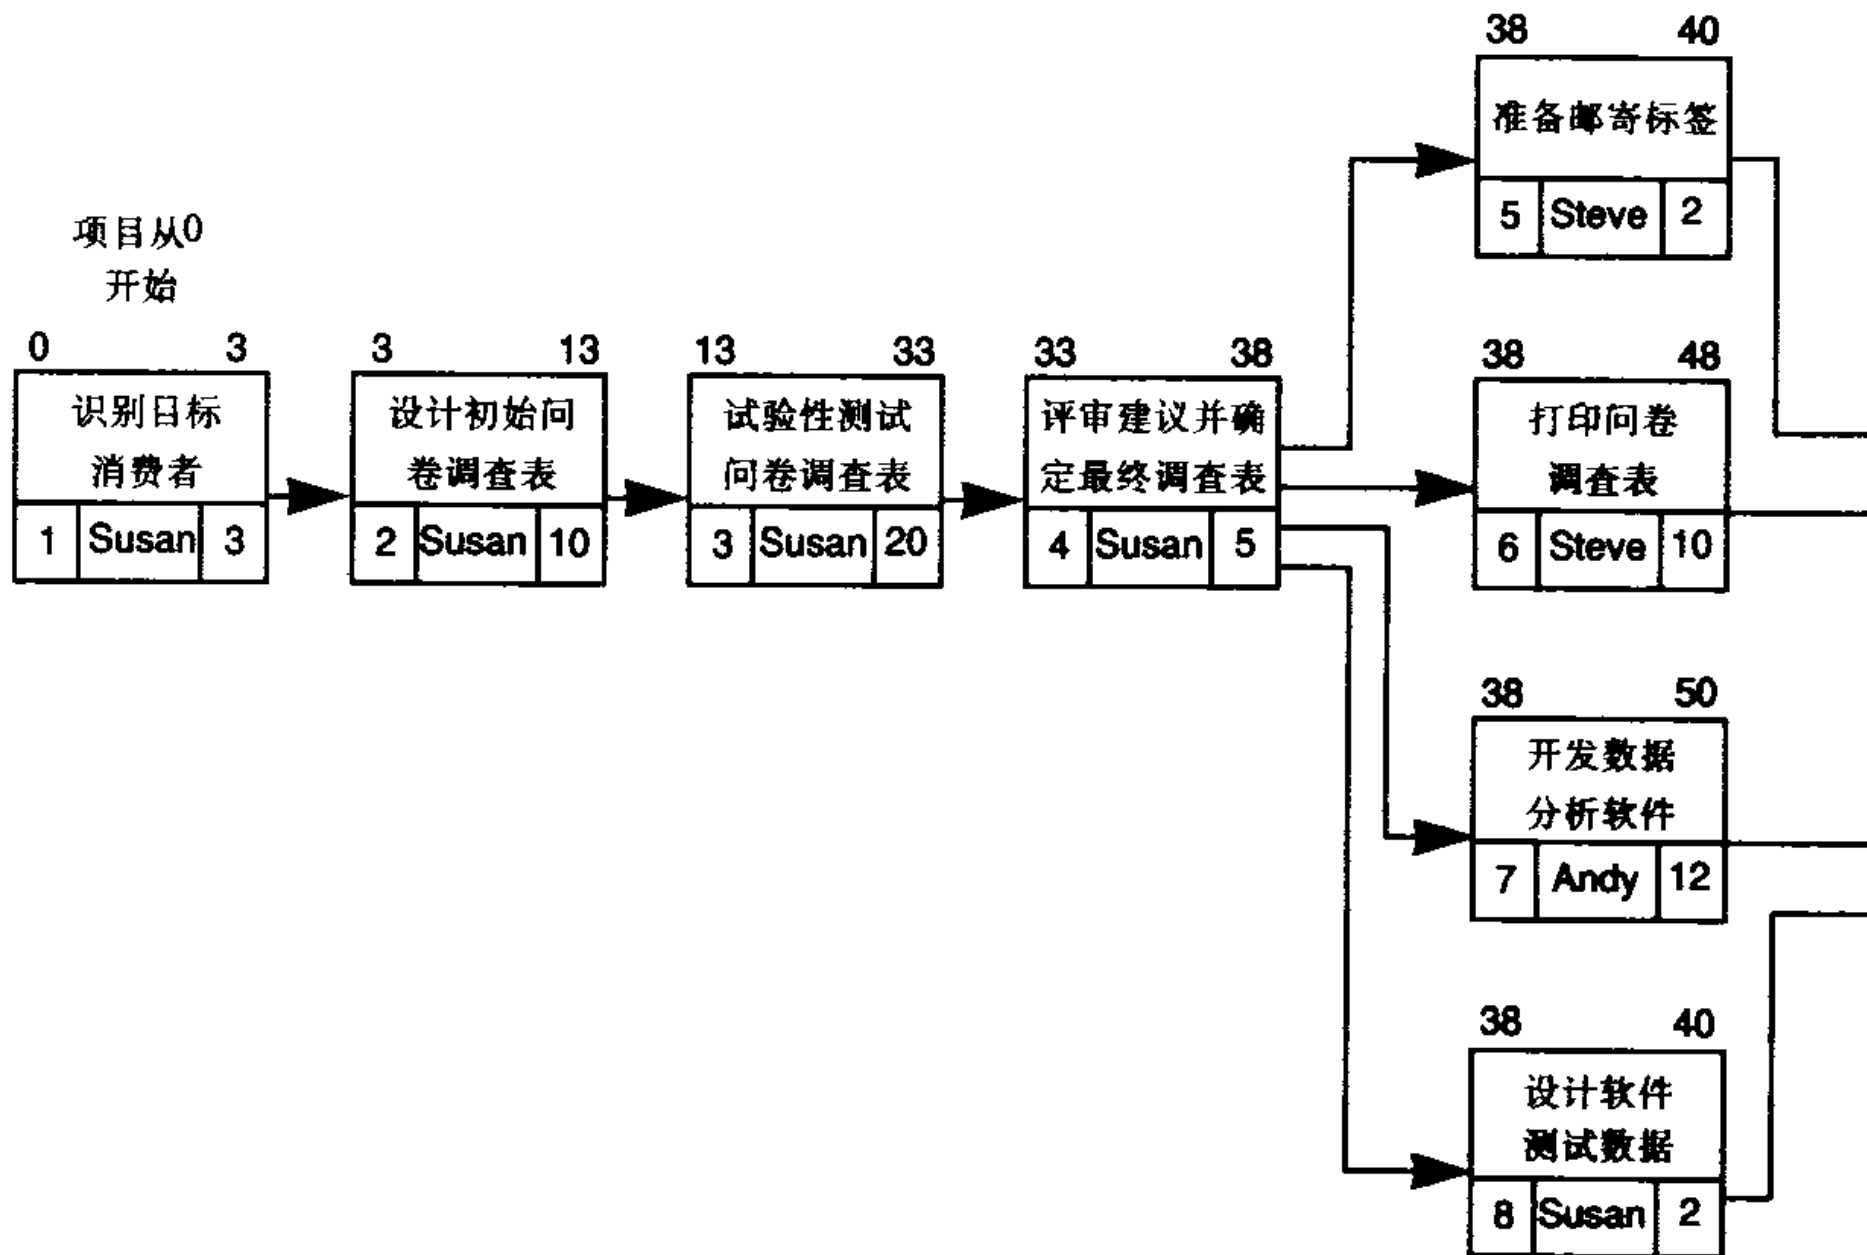 项目从0
开始
0 3
识别目标
消费者
1 Susan 3
3 13
设计初始问
卷调查表
2 Susan 10
13 33
试验性测试
问卷调查表
3 Susan 20
33 38
评审建议并确
定最终调查表
4 Susan 5
38 40
准备邮寄标签
5 Steve 2
38 48
打印问卷
调查表
6 Steve 10
38 50
开发数据
分析软件
7 Andy 12
38 40
设计软件
测试数据
8 Susan 2